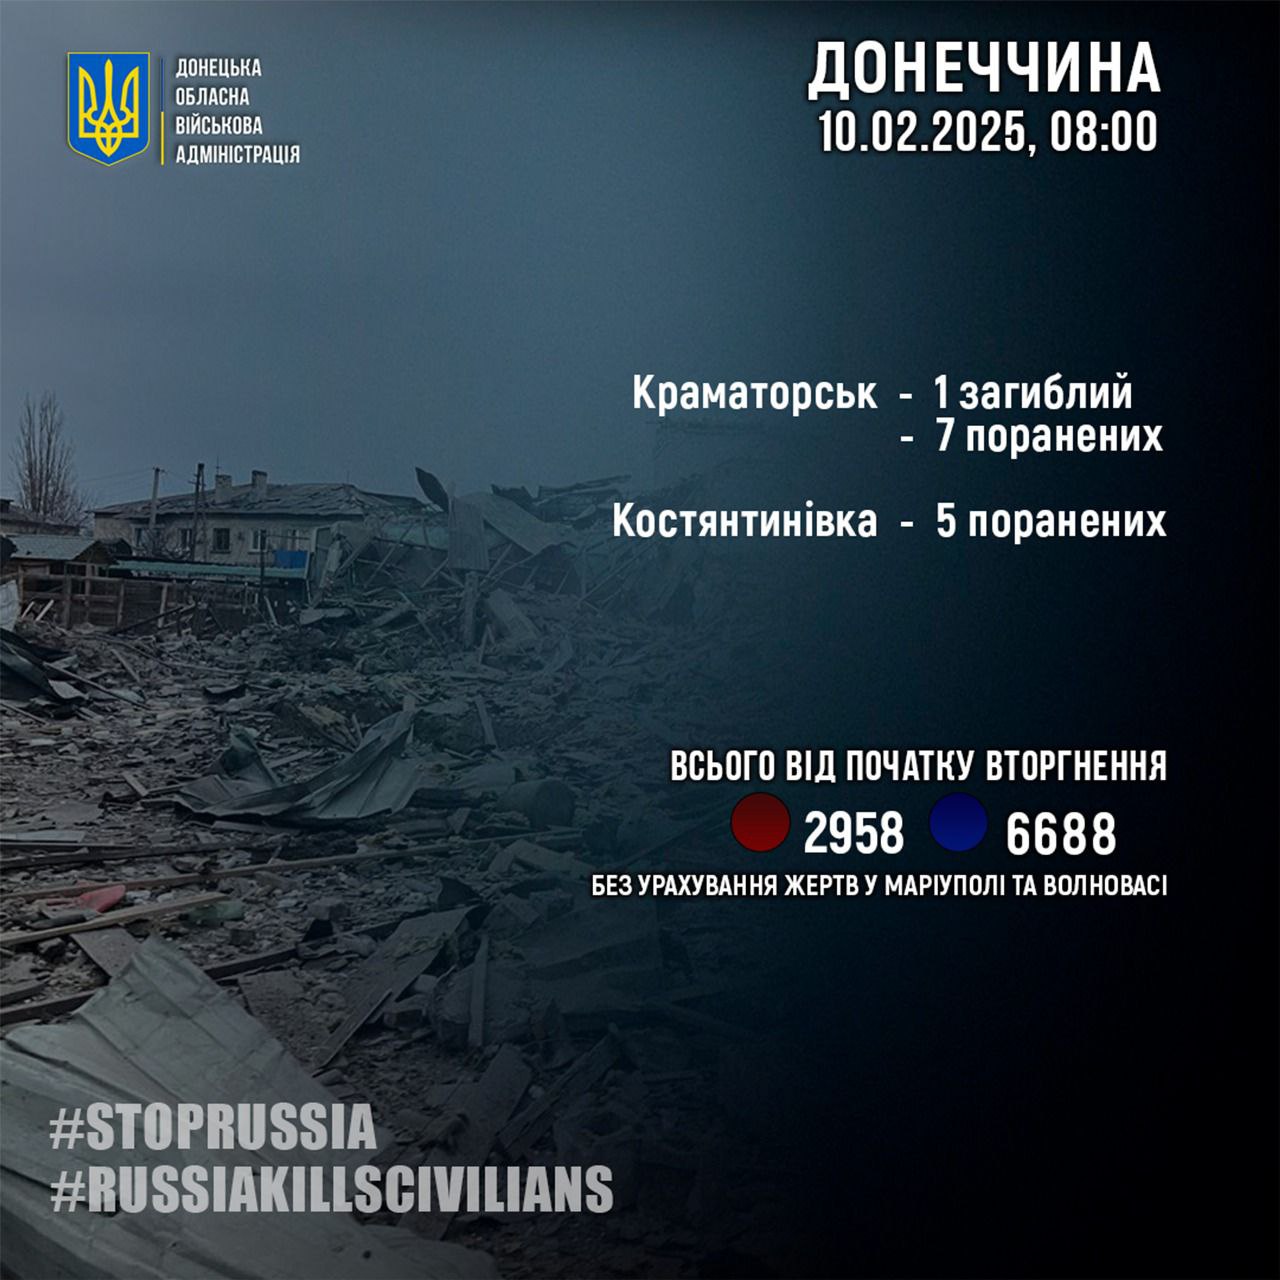 ДОНЕЦЬКА
ОБЛАСНА
ВІЙСЬКОВА
АДМІНІСТРАЦІЯ
ДОНЕЧЧИНА
10.02.2025, 08:00
Краматорськ - 1 загиблий
- 7 поранених
Костянтинівка - 5 поранених
ВСЬОГО ВІД ПОЧАТКУ ВТОРГНЕННЯ
2958 6688
БЕЗ УРАХУВАННЯ ЖЕРТВ У МАРІУПОЛІ ТА ВОЛНОВАСІ
#STOPRUSSIA
#RUSSIAKILLSCIVILIANS